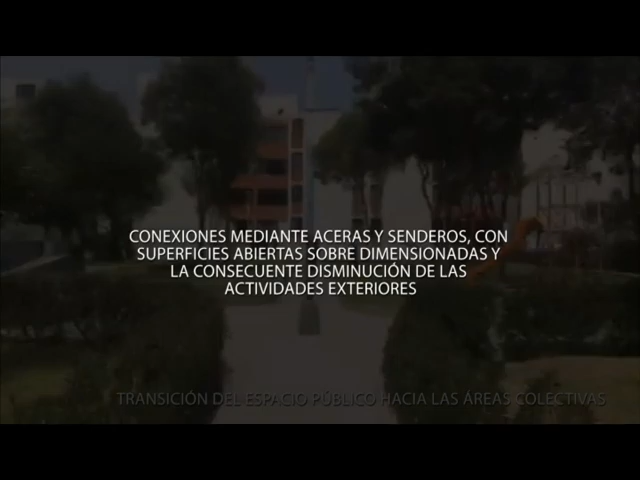 CONEXIONES MEDIANTE ACERAS Y SENDEROS, CON
SUPERFICIES ABIERTAS SOBRE DIMENSIONADAS Y
LA CONSECUENTE DISMINUCIÓN DE LAS
ACTIVIDADES EXTERIORES
TRANSICIÓN DEL ESPACIO PÚBLICO HACIA LAS ÁREAS COLECTIVAS